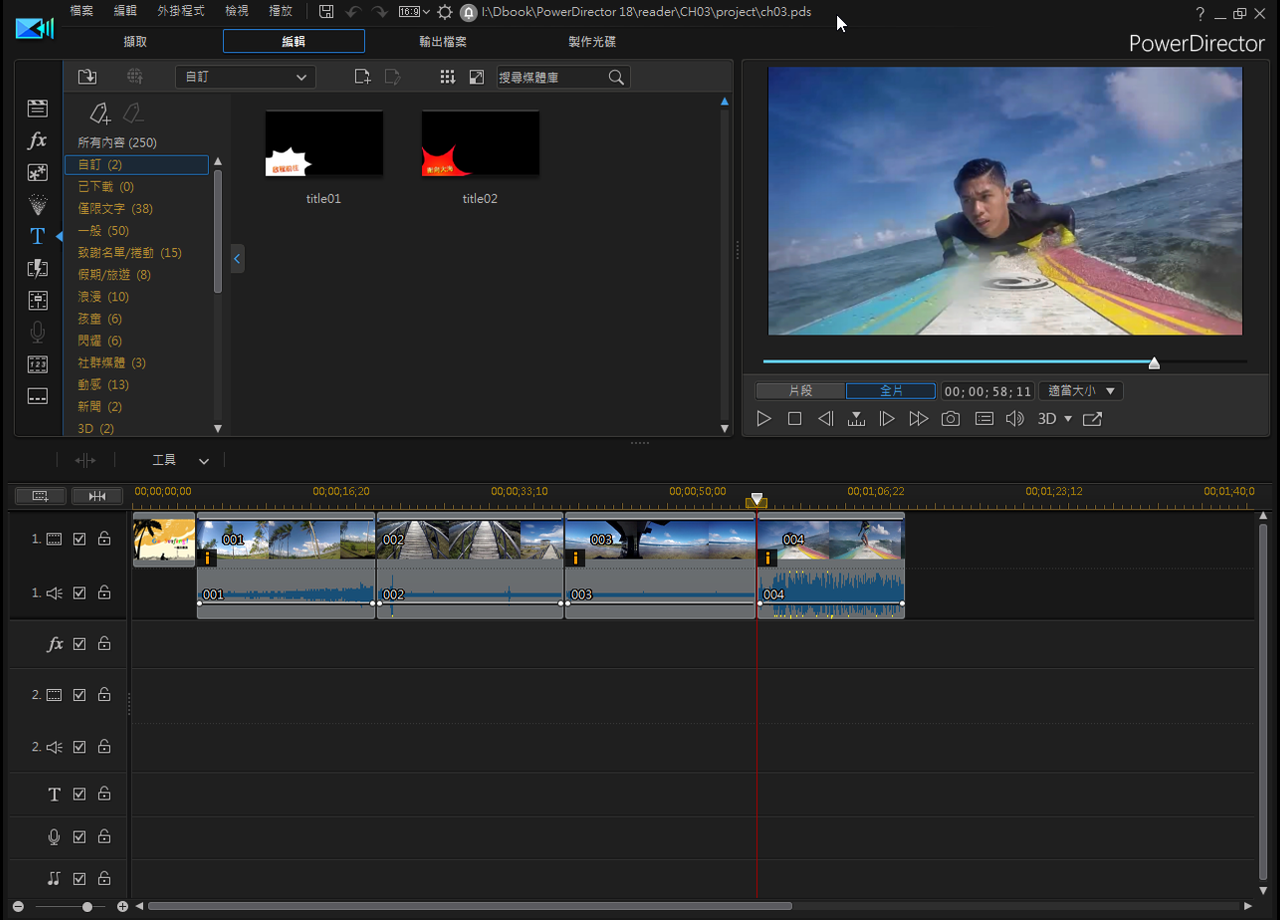 檔案 編輯 外掛程式 檢視 播放 16:9 I:\Dbook\PowerDirector 18\reader\CH03\project\ch03.pds ?
擷取 編輯 輸出檔案 製作光碟 PowerDirector
自訂 搜尋媒體庫
所有內容 (250)
自訂 (2)
已下載 (0)
僅限文字 (38)
一般 (50)
致謝名單/捲動 (15)
假期/旅遊 (8)
浪漫 (10)
孩童 (6)
閃耀 (6)
社群媒體 (3)
動感 (13)
新聞 (2)
3D (2)
fx
T
123
title01 title02
片段 全片 00;00;58;11 適當大小
3D
工具
00;00;00;00 00;00;16;20 00;00;33;10 00;00;50;00 00;01;06;22 00;01;23;12 00;01;40;0
1. 001 002 003 004
1. 001 002 003 004
fx
2.
2.
T